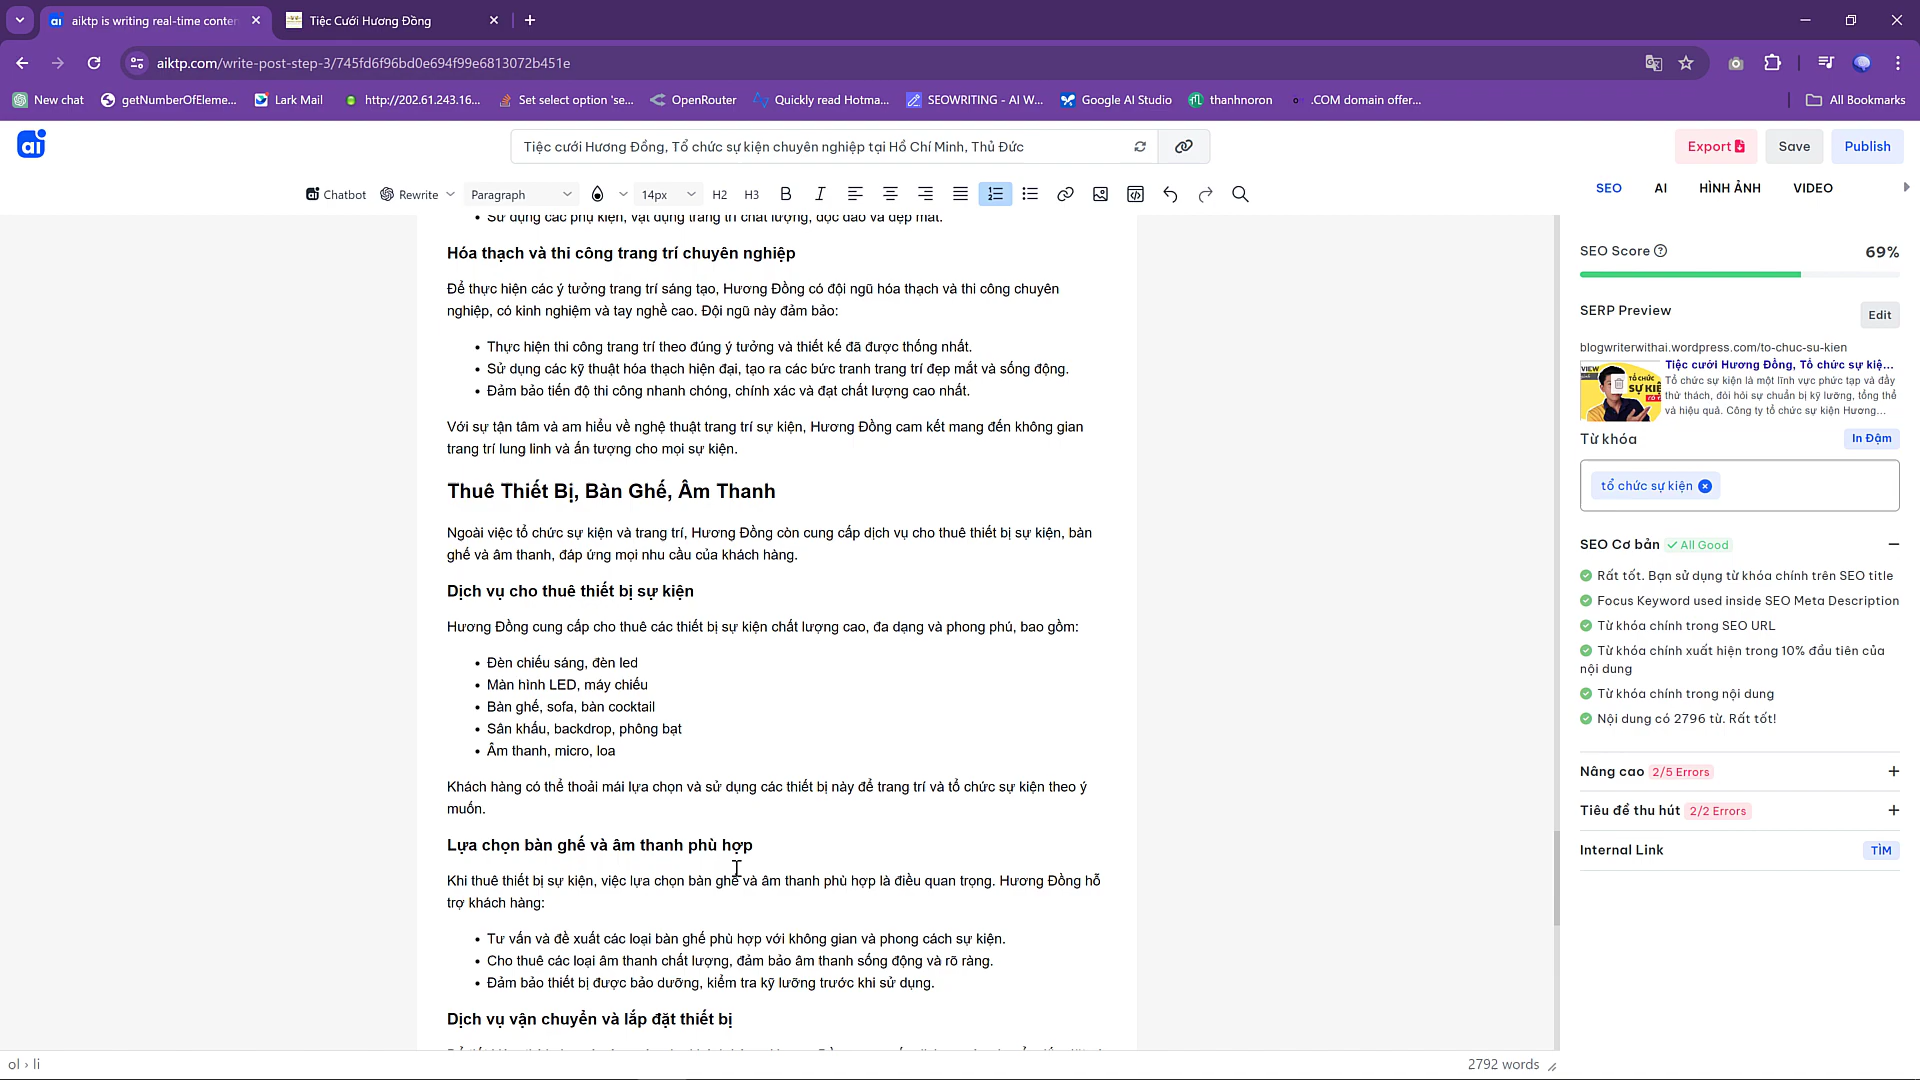 aiktp is writing real-time conten
Tiệc Cưới Hương Đồng
aiktp.com/write-post-step-3/745fd6f96bd0e694f99e6813072b451e
New chat
getNumberOfEleme...
Lark Mail
http://202.61.243.16...
Set select option 'se...
OpenRouter
Quickly read Hotma...
SEOWRITING - AI W...
Google AI Studio
thanhnoron
.COM domain offer...
All Bookmarks
ai
Tiệc cưới Hương Đồng, Tổ chức sự kiện chuyên nghiệp tại Hồ Chí Minh, Thủ Đức
Export
Save
Publish
Chatbot
Rewrite
Paragraph
14px
H2
H3
B
I
SEO
AI
HÌNH ẢNH
VIDEO
Sử dụng các phụ kiện, vật dụng trang trí chất lượng, độc đáo và đẹp mắt.
Hóa thạch và thi công trang trí chuyên nghiệp
Để thực hiện các ý tưởng trang trí sáng tạo, Hương Đồng có đội ngũ hóa thạch và thi công chuyên
nghiệp, có kinh nghiệm và tay nghề cao. Đội ngũ này đảm bảo:
• Thực hiện thi công trang trí theo đúng ý tưởng và thiết kế đã được thống nhất.
• Sử dụng các kỹ thuật hóa thạch hiện đại, tạo ra các bức tranh trang trí đẹp mắt và sống động.
• Đảm bảo tiến độ thi công nhanh chóng, chính xác và đạt chất lượng cao nhất.
Với sự tận tâm và am hiểu về nghệ thuật trang trí sự kiện, Hương Đồng cam kết mang đến không gian
trang trí lung linh và ấn tượng cho mọi sự kiện.
Thuê Thiết Bị, Bàn Ghế, Âm Thanh
Ngoài việc tổ chức sự kiện và trang trí, Hương Đồng còn cung cấp dịch vụ cho thuê thiết bị sự kiện, bàn
ghế và âm thanh, đáp ứng mọi nhu cầu của khách hàng.
Dịch vụ cho thuê thiết bị sự kiện
Hương Đồng cung cấp cho thuê các thiết bị sự kiện chất lượng cao, đa dạng và phong phú, bao gồm:
• Đèn chiếu sáng, đèn led
• Màn hình LED, máy chiếu
• Bàn ghế, sofa, bàn cocktail
• Sân khấu, backdrop, phông bạt
• Âm thanh, micro, loa
Khách hàng có thể thoải mái lựa chọn và sử dụng các thiết bị này để trang trí và tổ chức sự kiện theo ý
muốn.
Lựa chọn bàn ghế và âm thanh phù hợp
Khi thuê thiết bị sự kiện, việc lựa chọn bàn ghế và âm thanh phù hợp là điều quan trọng. Hương Đồng hỗ
trợ khách hàng:
• Tư vấn và đề xuất các loại bàn ghế phù hợp với không gian và phong cách sự kiện.
• Cho thuê các loại âm thanh chất lượng, đảm bảo âm thanh sống động và rõ ràng.
• Đảm bảo thiết bị được bảo dưỡng, kiểm tra kỹ lưỡng trước khi sử dụng.
Dịch vụ vận chuyển và lắp đặt thiết bị
SEO Score
69%
SERP Preview
Edit
blogwriterwithai.wordpress.com/to-chuc-su-kien
VIEW
TỔ CHỨC
SỰ KIỆ
Tiệc cưới Hương Đồng, Tổ chức sự kiệ...
Tổ chức sự kiện là một lĩnh vực phức tạp và đầy
thử thách, đòi hỏi sự chuẩn bị kỹ lưỡng, tổng thể
và hiệu quả. Công ty tổ chức sự kiện Hương...
Từ khóa
In Đậm
tổ chức sự kiện
SEO Cơ bản
All Good
Rất tốt. Bạn sử dụng từ khóa chính trên SEO title
Focus Keyword used inside SEO Meta Description
Từ khóa chính trong SEO URL
Từ khóa chính xuất hiện trong 10% đầu tiên của
nội dung
Từ khóa chính trong nội dung
Nội dung có 2796 từ. Rất tốt!
Nâng cao
2/5 Errors
Tiêu đề thu hút
2/2 Errors
Internal Link
TÌM
ol › li
2792 words